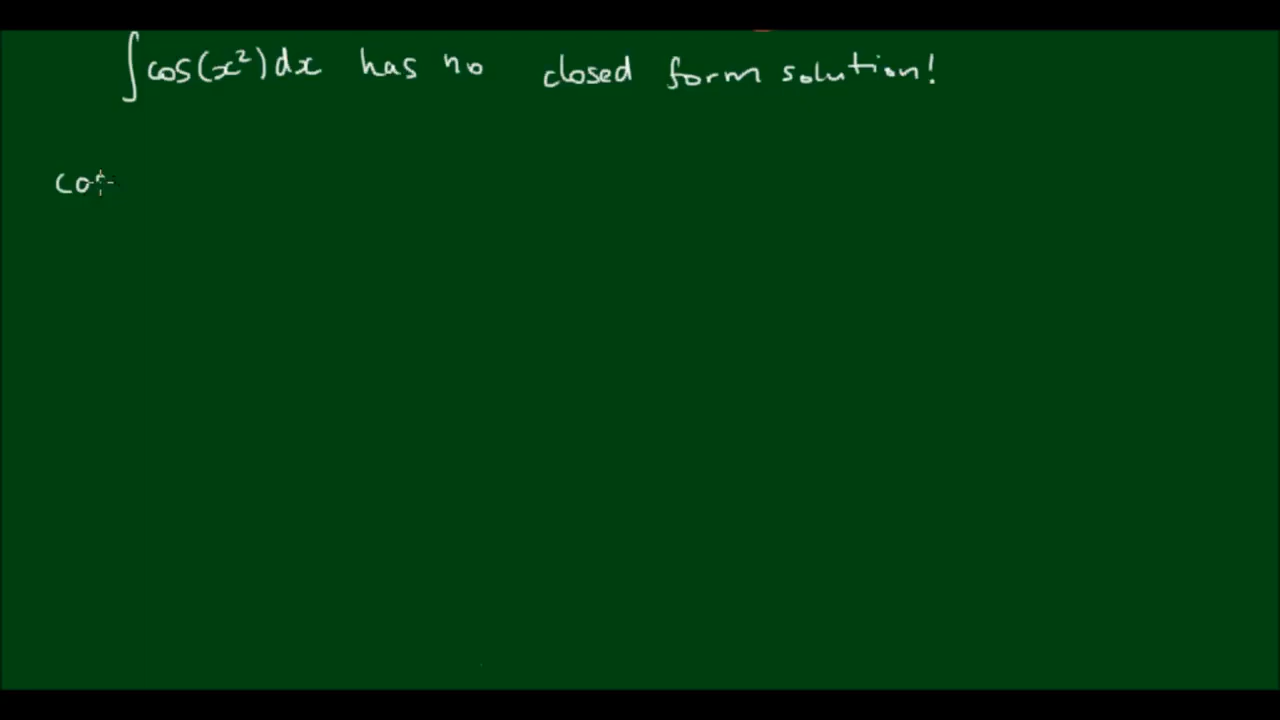 ∫cos(x²)dx has no closed form solution!
co